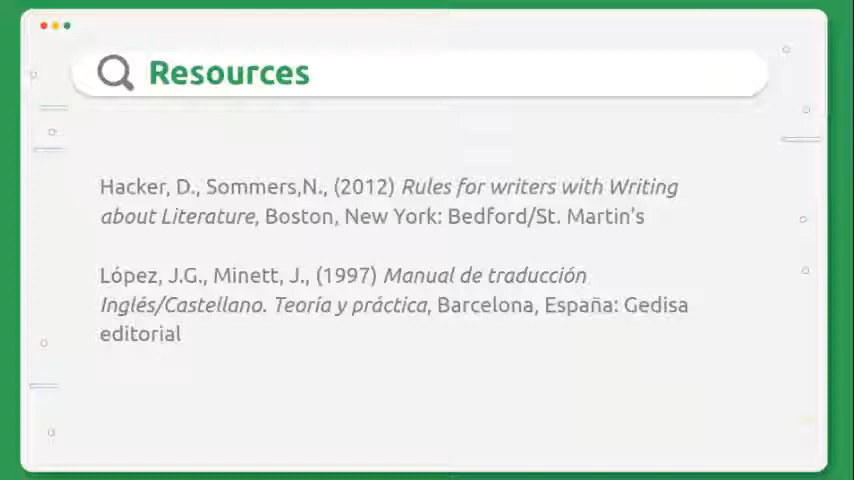 Resources
Hacker, D., Sommers,N., (2012) Rules for writers with Writing
about Literature, Boston, New York: Bedford/St. Martin's
López, J.G., Minett, J., (1997) Manual de traducción
Inglés/Castellano. Teoría y práctica, Barcelona, España: Gedisa
editorial